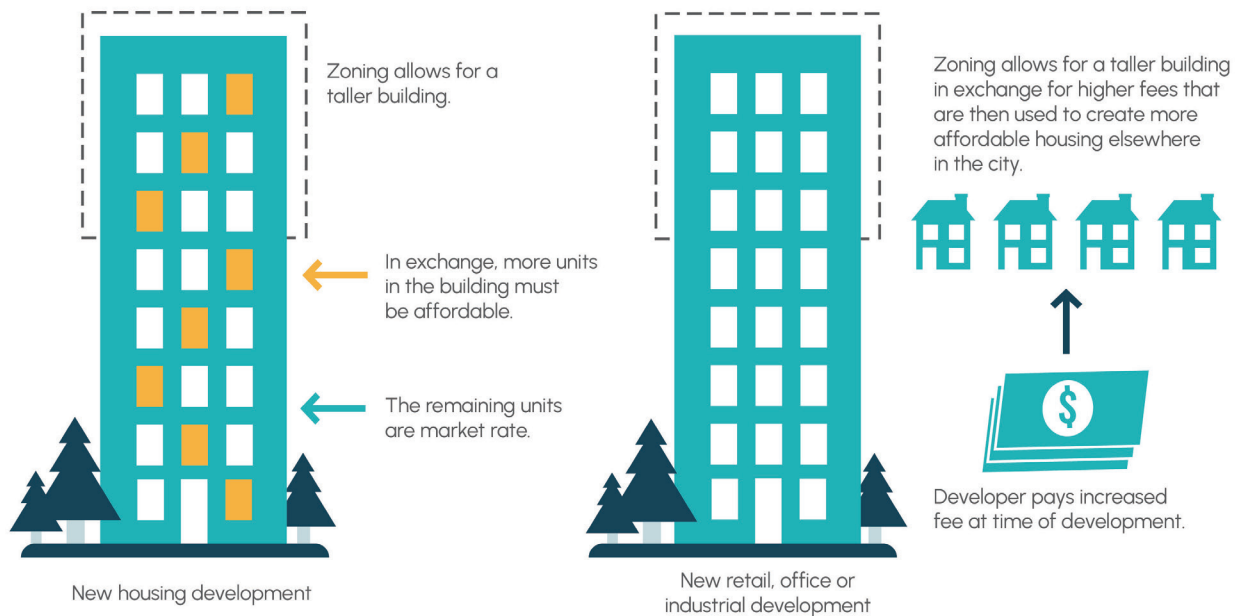 Zoning allows for a
taller building.
In exchange, more units
in the building must
be affordable.
The remaining units
are market rate.
New housing development
Zoning allows for a taller building
in exchange for higher fees that
are then used to create more
affordable housing elsewhere
in the city.
$
Developer pays increased
fee at time of development.
New retail, office or
industrial development